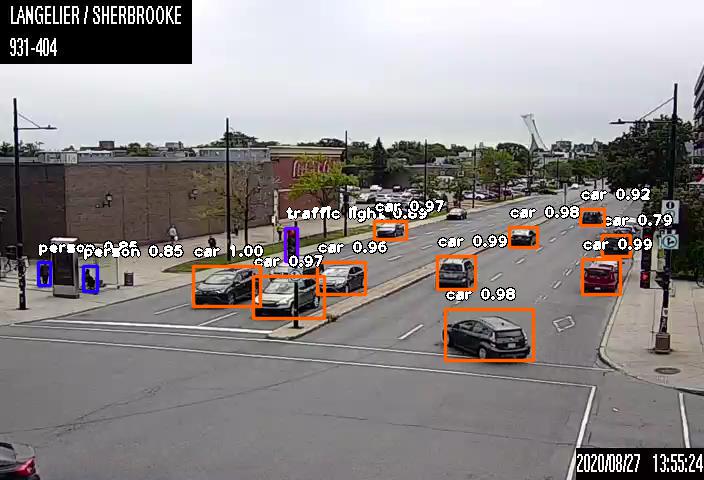 LANGELIER / SHERBROOKE
931-404
car 0.92
car 0.97
traffic light 0.89
car 0.98
car 0.79
person 0.86
person 0.85
car 1.00
car 0.96
car 0.99
car 0.99
car 0.97
car 0.98
2020/08/27 13:55:24